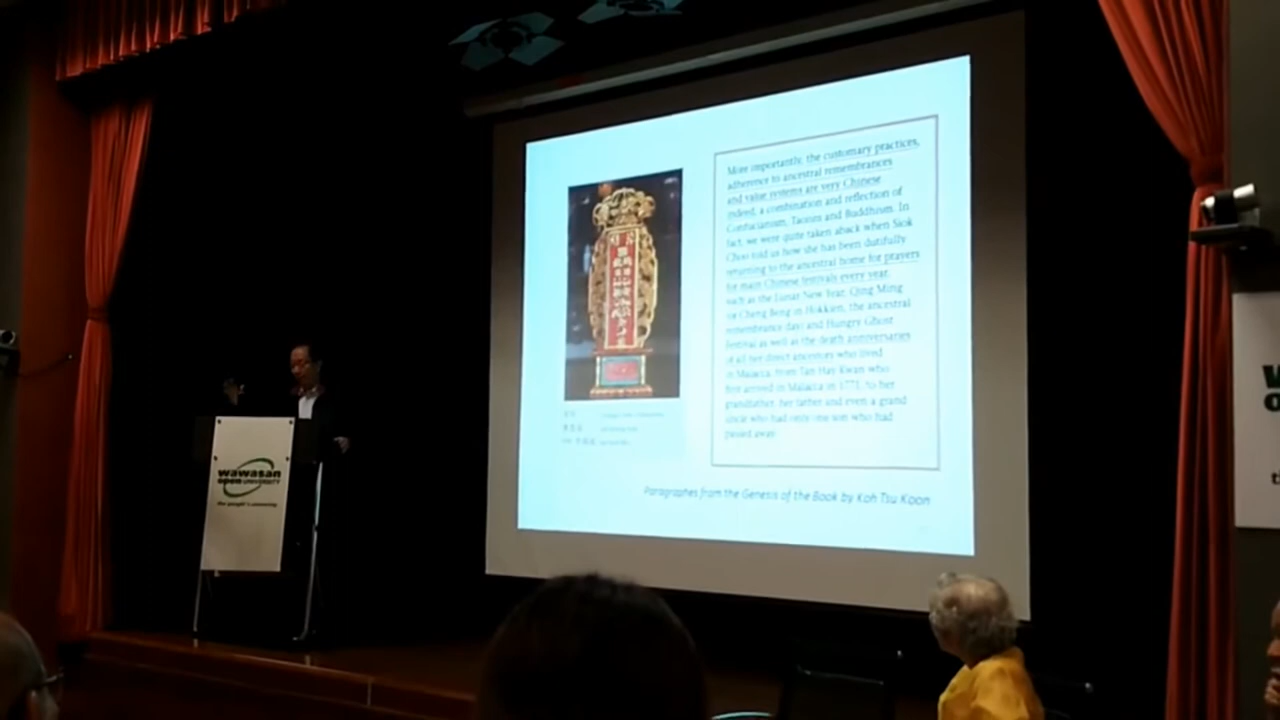 More importantly, the customary practices,
adherence to ancestral remembrances
and value systems are very Chinese
indeed, a combination and reflection of
Confucianism, Taoism and Buddhism. In
fact, we were quite taken aback when Siok
Choo told us how she has been dutifully
returning to the ancestral home for prayers
for major Chinese festivals every year,
such as the Lunar New Year, Qing Ming
(or Cheng Beng in Hokkien, the ancestral
remembrance day) and Hungry Ghost
Festival as well as the death anniversaries
of all her direct ancestors who lived
in Malacca, from Tan Hay Kwan who
first arrived in Malacca in 1771, to her
grandfather, her father and even a grand
uncle who had only one son who had
passed away.
Paragraphes from the Genesis of the Book by Koh Tsu Koon
wawasan
open UNIVERSITY
the people's university